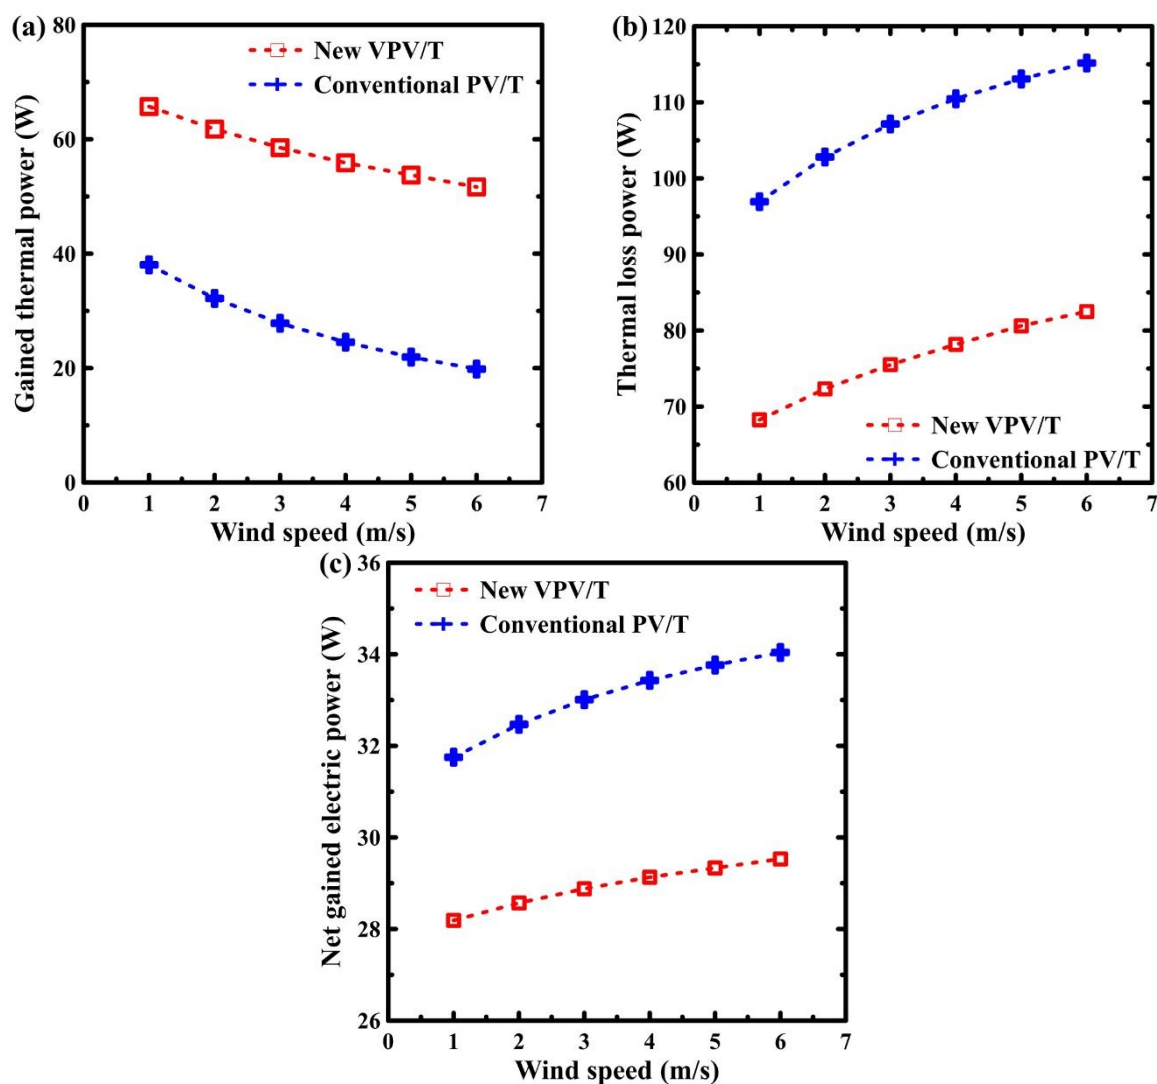 (a)
80
60
40
20
0
New VPV/T
Conventional PV/T
Gained thermal power (W)
0 1 2 3 4 5 6 7
Wind speed (m/s)
(b)
120
110
100
90
80
70
60
Thermal loss power (W)
New VPV/T
Conventional PV/T
0 1 2 3 4 5 6 7
Wind speed (m/s)
(c)
36
34
32
30
28
26
New VPV/T
Conventional PV/T
Net gained electric power (W)
0 1 2 3 4 5 6 7
Wind speed (m/s)